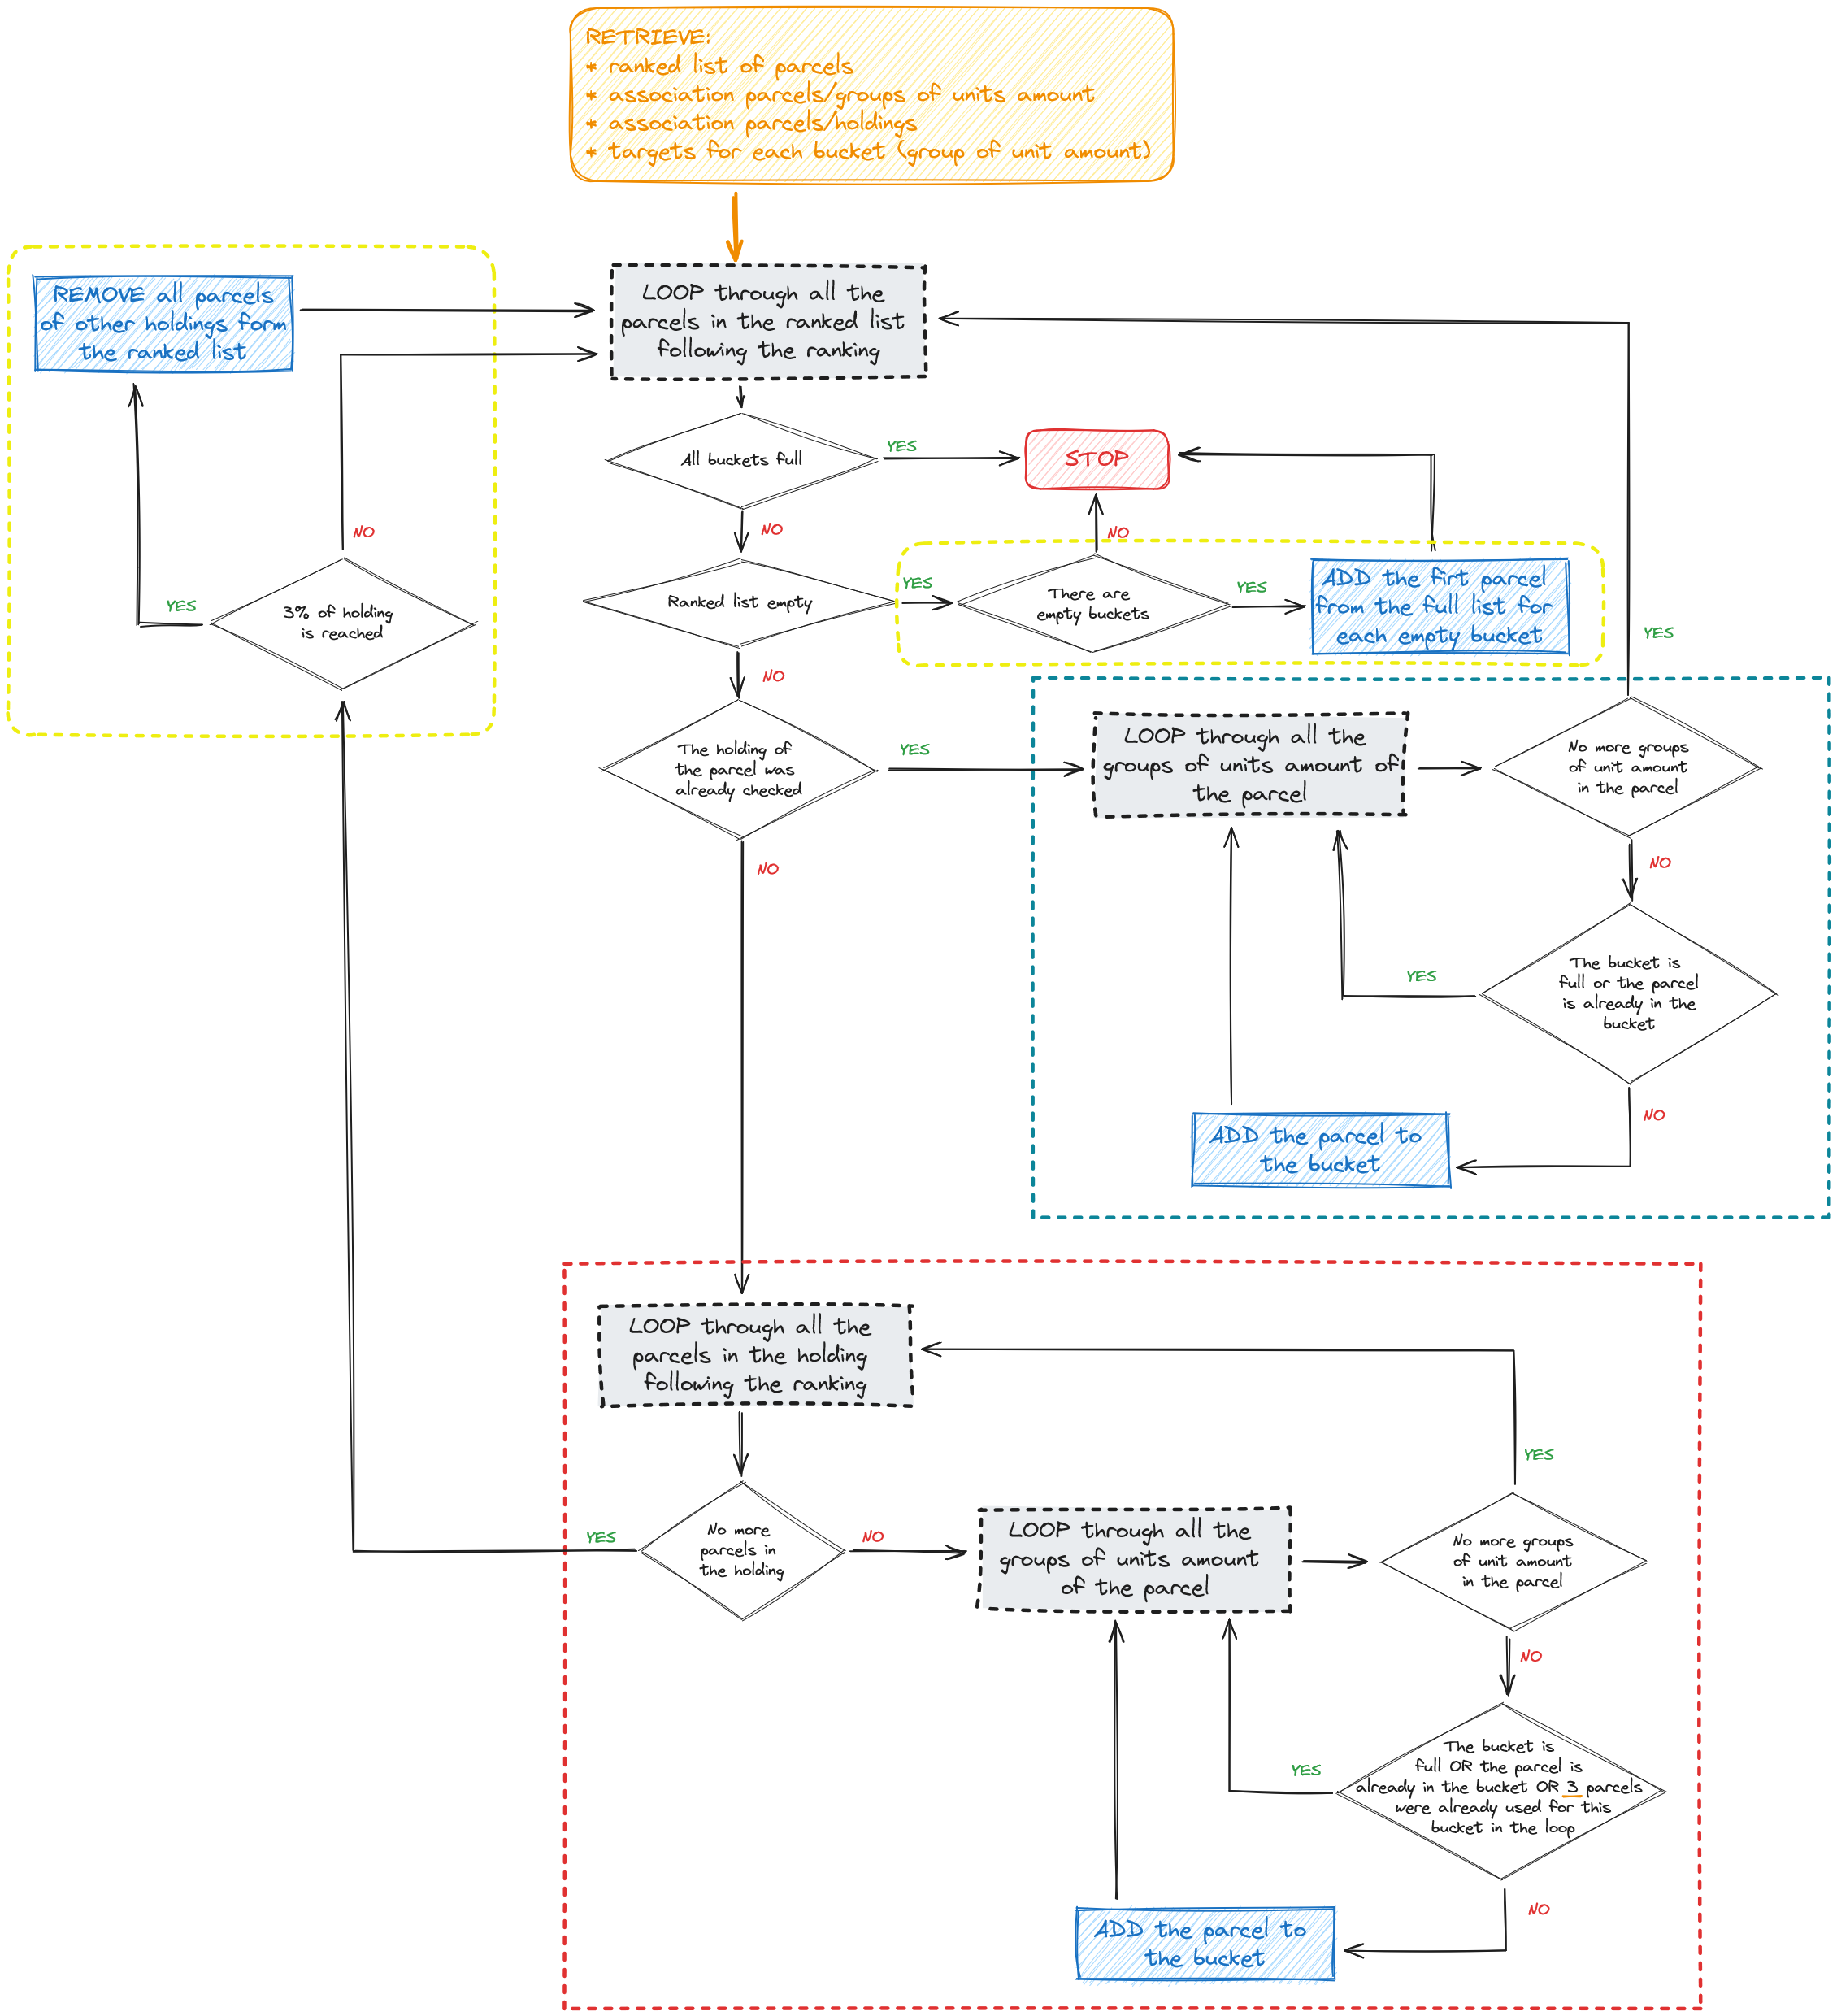 RETRIEVE:
* ranked list of parcels
* association parcels/groups of units amount
* association parcels/holdings
* targets for each bucket (group of unit amount)
REMOVE all parcels
of other holdings form
the ranked list
LOOP through all the
parcels in the ranked list
following the ranking
All buckets full
YES
STOP
NO
NO
NO
3% of holding
is reached
YES
Ranked list empty
YES
There are
empty buckets
YES
ADD the firt parcel
from the full list for
each empty bucket
YES
NO
The holding of
the parcel was
already checked
YES
NO
LOOP through all the
groups of units amount of
the parcel
No more groups
of unit amount
in the parcel
NO
The bucket is
full or the parcel
is already in the
bucket
YES
NO
ADD the parcel to
the bucket
LOOP through all the
parcels in the holding
following the ranking
YES
YES
No more
parcels in
the holding
NO
LOOP through all the
groups of units amount
of the parcel
No more groups
of unit amount
in the parcel
NO
The bucket is
full OR the parcel is
already in the bucket OR 3 parcels
were already used for this
bucket in the loop
YES
NO
ADD the parcel to
the bucket